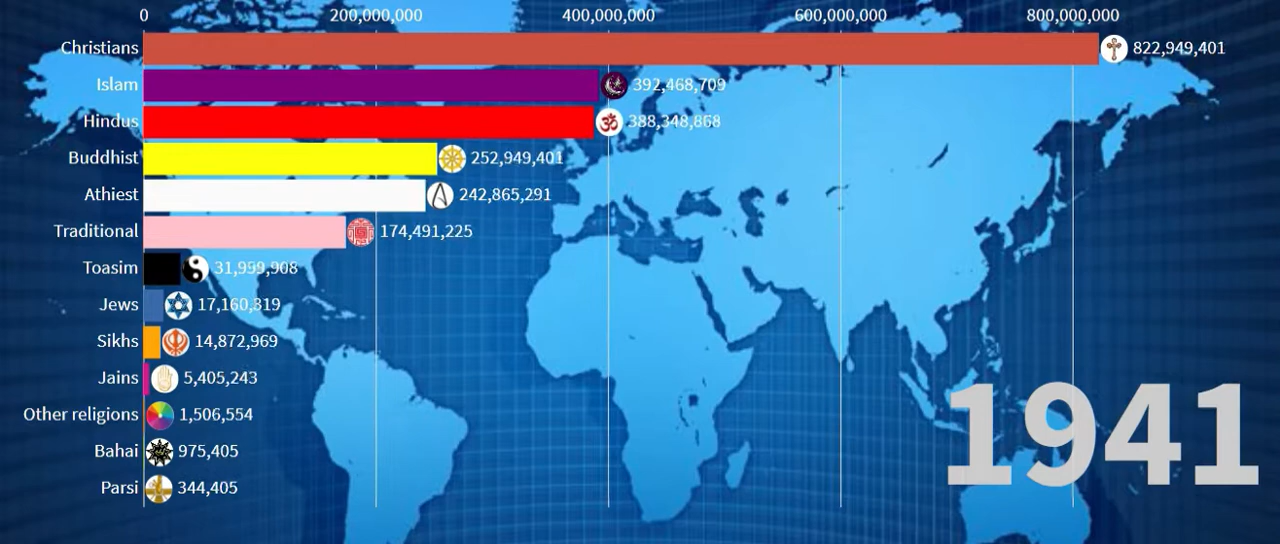 0 200,000,000 400,000,000 600,000,000 800,000,000
Christians 822,949,401
Islam 392,468,709
Hindus 388,348,868
Buddhist 252,949,401
Athiest 242,865,291
Traditional 174,491,225
Toasim 31,999,908
Jews 17,160,319
Sikhs 14,872,969
Jains 5,405,243
Other religions 1,506,554
Bahai 975,405
Parsi 344,405
1941